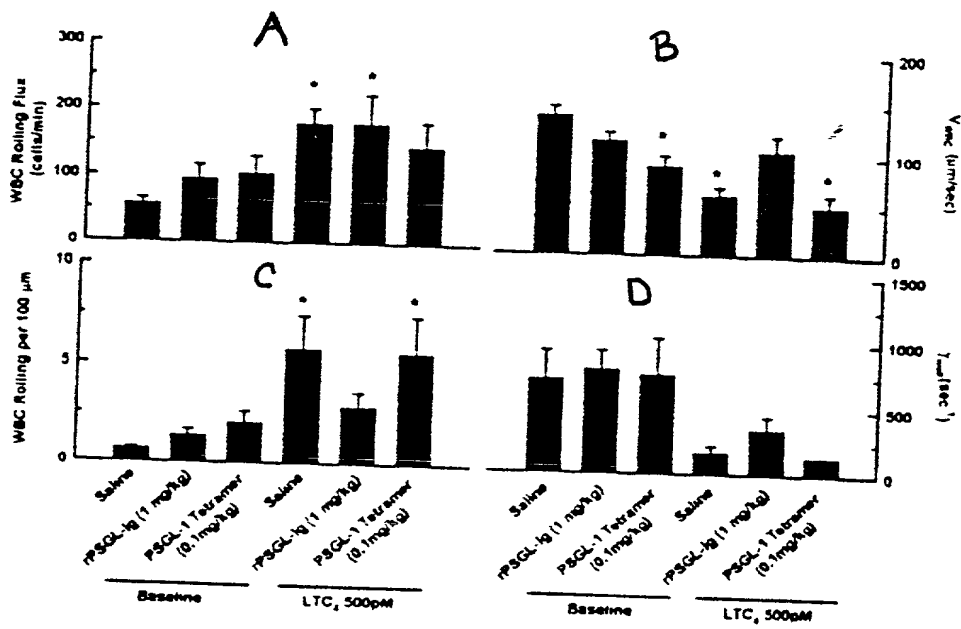 A
B
300
200
100
0
WBC Rolling Flux
(cells/min)
200
100
0
(μm/sec)
C
D
10
5
0
WBC Rolling per 100 μm
1500
1000
500
0
(sec⁻¹)
Saline
rPSGL-Ig (1 mg/kg)
PSGL-1 Tetramer
(0.1mg/kg)
Saline
rPSGL-Ig (1 mg/kg)
PSGL-1 Tetramer
(0.1mg/kg)
Saline
rPSGL-Ig (1 mg/kg)
PSGL-1 Tetramer
(0.1mg/kg)
Saline
rPSGL-Ig (1 mg/kg)
PSGL-1 Tetramer
(0.1mg/kg)
Baseline
LTC₄ 500pM
Baseline
LTC₄ 500pM